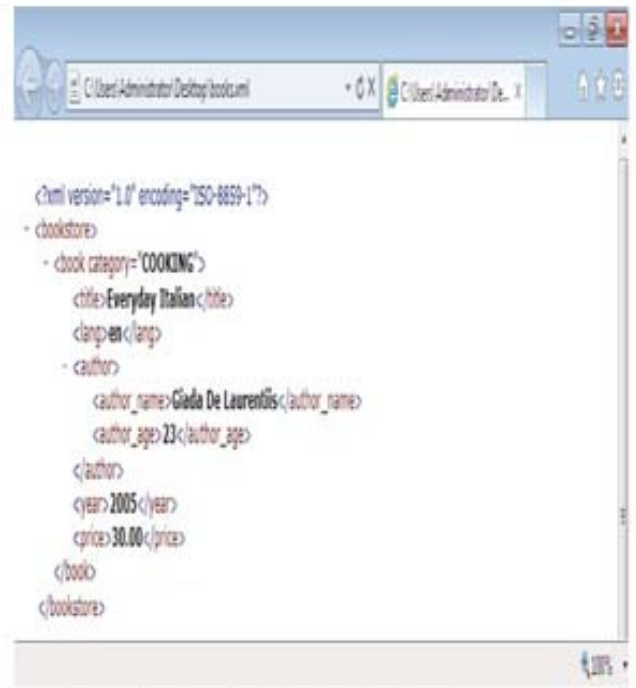 C:\Users\Administrator\Desktop\books.xml
C:\Users\Administrator\De...
<?xml version="1.0" encoding="ISO-8859-1"?>
- <bookstore>
- <book category="COOKING">
<title>Everyday Italian</title>
<lang>en</lang>
- <author>
<author_name>Giada De Laurentiis</author_name>
<author_age>23</author_age>
</author>
<year>2005</year>
<price>30.00</price>
</book>
</bookstore>
100%